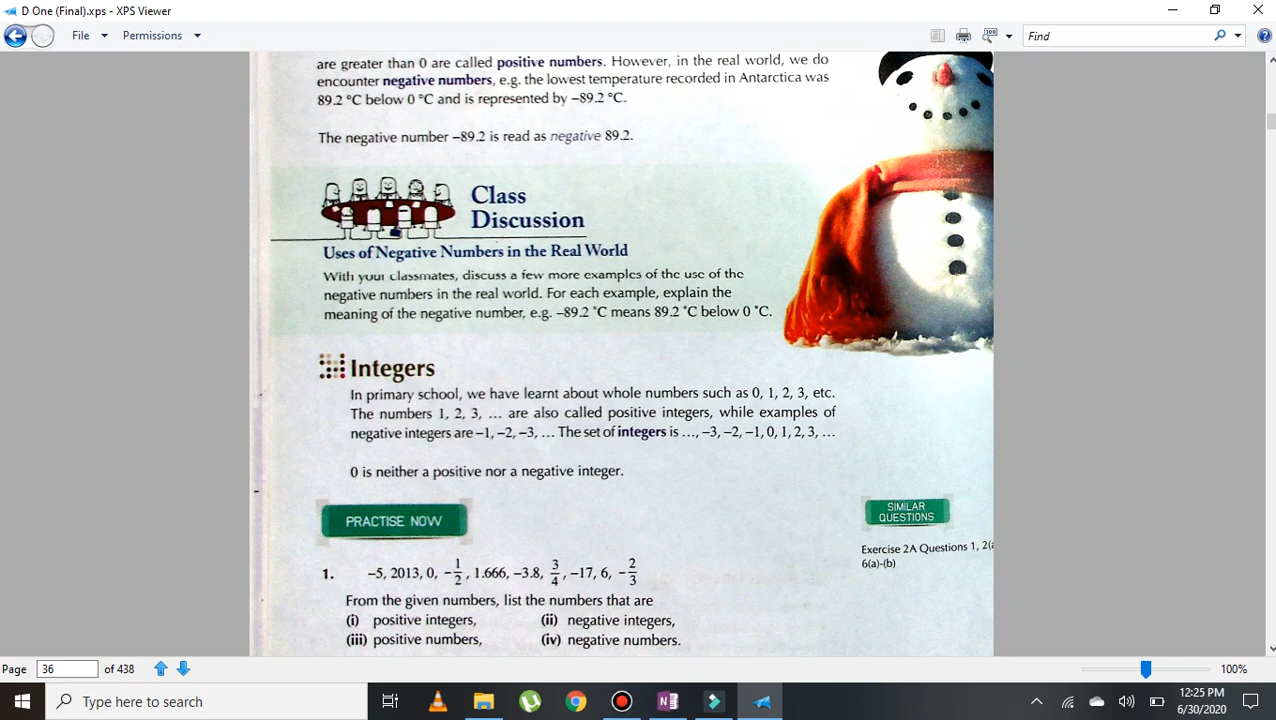 D One (Final).xps - XPS Viewer
File Permissions Find
are greater than 0 are called positive numbers. However, in the real world, we do
encounter negative numbers, e.g. the lowest temperature recorded in Antarctica was
89.2 °C below 0 °C and is represented by −89.2 °C.
The negative number −89.2 is read as negative 89.2.
Class
Discussion
Uses of Negative Numbers in the Real World
With your classmates, discuss a few more examples of the use of the
negative numbers in the real world. For each example, explain the
meaning of the negative number, e.g. −89.2 °C means 89.2 °C below 0 °C.
Integers
In primary school, we have learnt about whole numbers such as 0, 1, 2, 3, etc.
The numbers 1, 2, 3, … are also called positive integers, while examples of
negative integers are −1, −2, −3, … The set of integers is …, −3, −2, −1, 0, 1, 2, 3, …
0 is neither a positive nor a negative integer.
PRACTISE NOW
SIMILAR
QUESTIONS
Exercise 2A Questions 1, 2(a
6(a)-(b)
1. −5, 2013, 0, −1/2, 1.666, −3.8, 3/4, −17, 6, −2/3
From the given numbers, list the numbers that are
(i) positive integers, (ii) negative integers,
(iii) positive numbers, (iv) negative numbers.
Page 36 of 438 100%
Type here to search
12:25 PM
6/30/2020